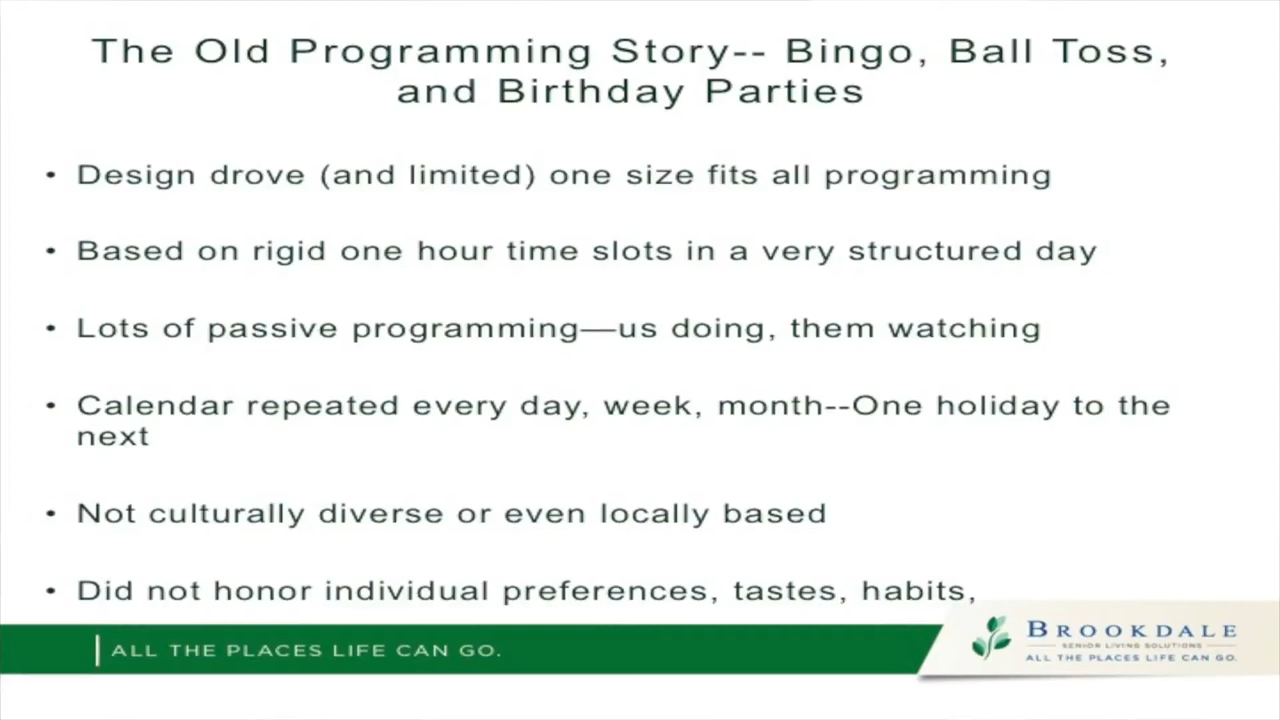 The Old Programming Story-- Bingo, Ball Toss,
and Birthday Parties
• Design drove (and limited) one size fits all programming
• Based on rigid one hour time slots in a very structured day
• Lots of passive programming—us doing, them watching
• Calendar repeated every day, week, month--One holiday to the
next
• Not culturally diverse or even locally based
• Did not honor individual preferences, tastes, habits,
ALL THE PLACES LIFE CAN GO.
BROOKDALE
SENIOR LIVING SOLUTIONS
ALL THE PLACES LIFE CAN GO.